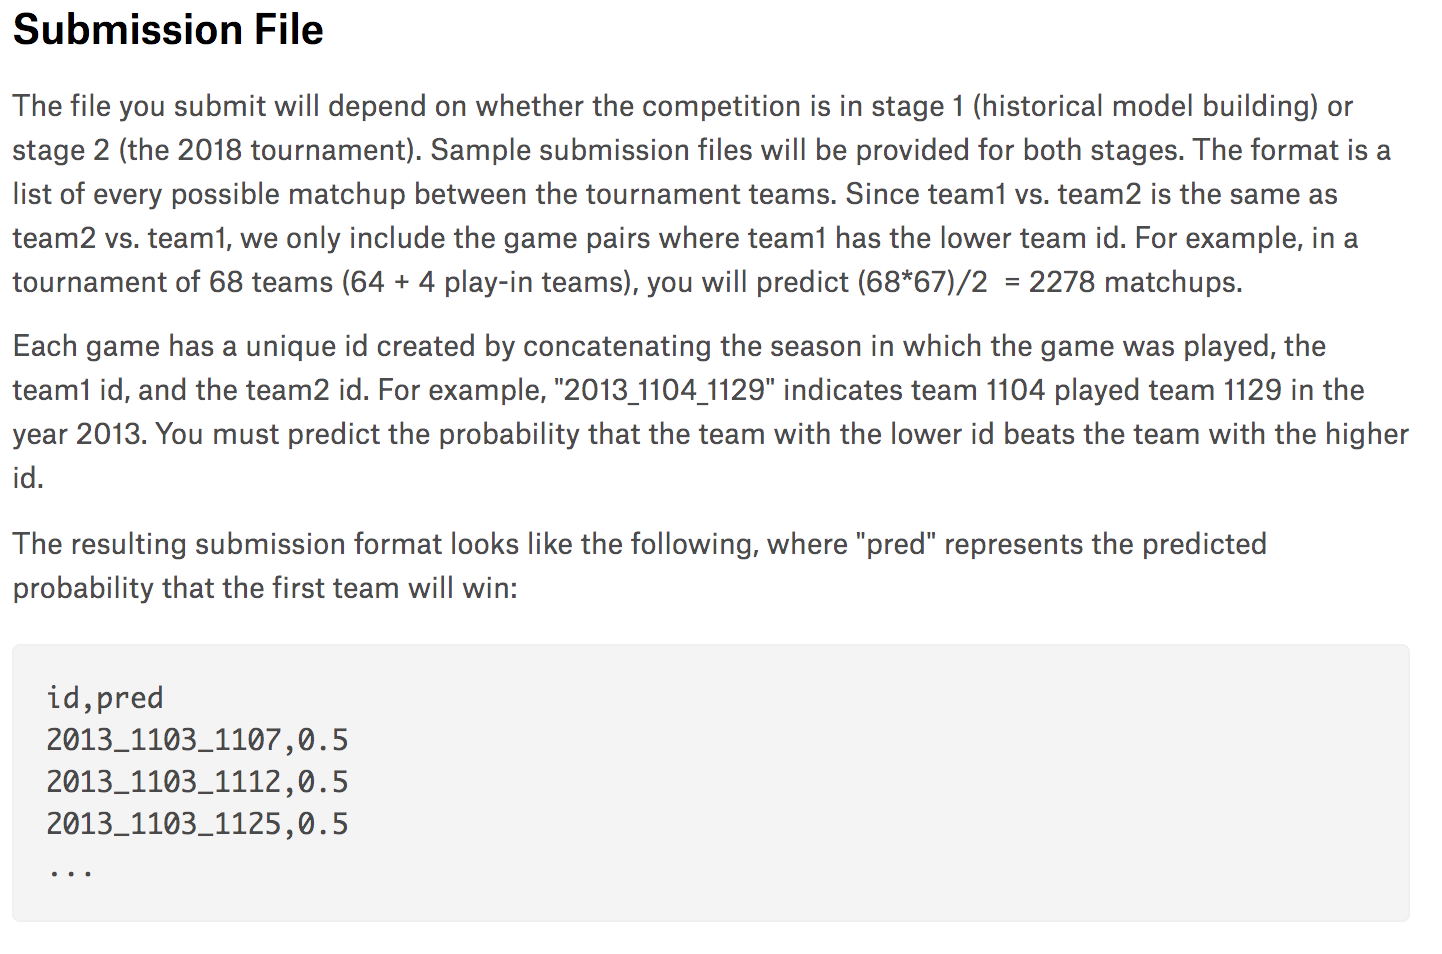 Submission File
The file you submit will depend on whether the competition is in stage 1 (historical model building) or
stage 2 (the 2018 tournament). Sample submission files will be provided for both stages. The format is a
list of every possible matchup between the tournament teams. Since team1 vs. team2 is the same as
team2 vs. team1, we only include the game pairs where team1 has the lower team id. For example, in a
tournament of 68 teams (64 + 4 play-in teams), you will predict (68*67)/2  = 2278 matchups.
Each game has a unique id created by concatenating the season in which the game was played, the
team1 id, and the team2 id. For example, "2013_1104_1129" indicates team 1104 played team 1129 in the
year 2013. You must predict the probability that the team with the lower id beats the team with the higher
id.
The resulting submission format looks like the following, where "pred" represents the predicted
probability that the first team will win:
id,pred
2013_1103_1107,0.5
2013_1103_1112,0.5
2013_1103_1125,0.5
...